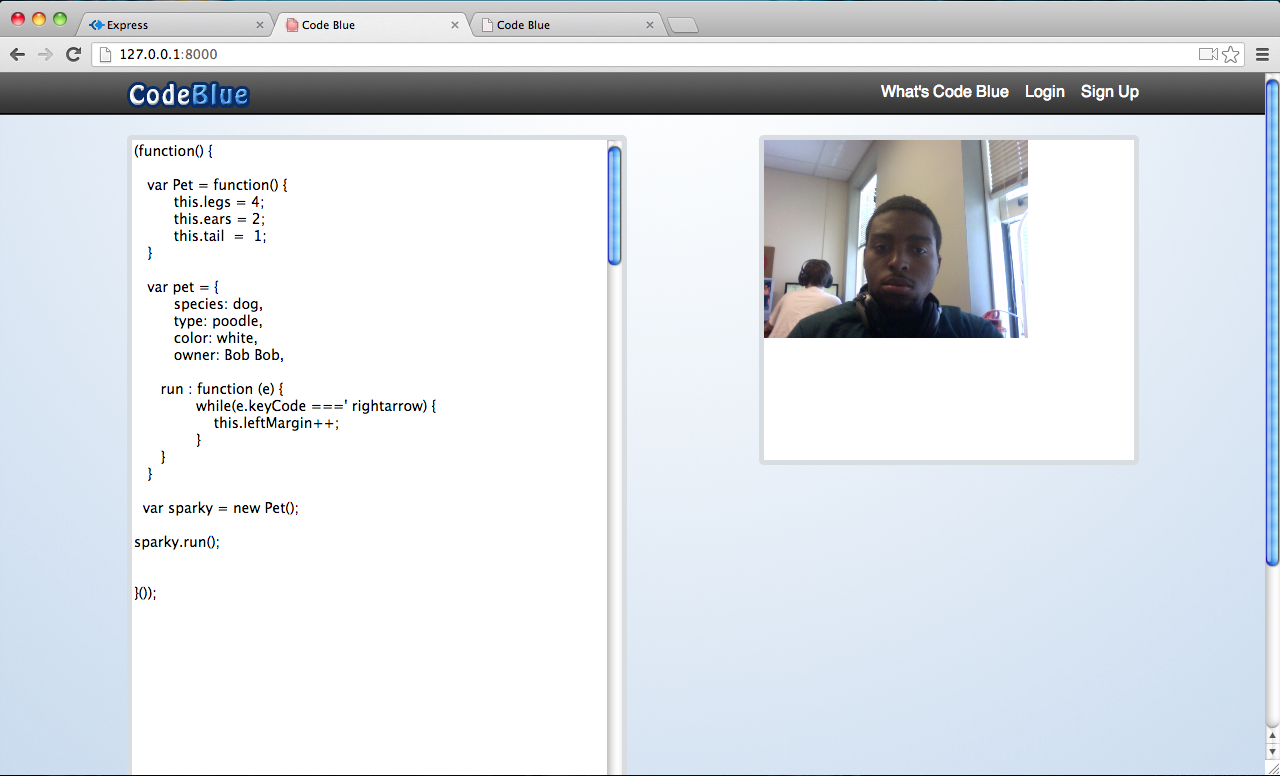 Express
Code Blue
Code Blue
127.0.0.1:8000
CodeBlue
What's Code Blue
Login
Sign Up
(function() {
var Pet = function() {
this.legs = 4;
this.ears = 2;
this.tail = 1;
}
var pet = {
species: dog,
type: poodle,
color: white,
owner: Bob Bob,
run : function (e) {
while(e.keyCode ===' rightarrow) {
this.leftMargin++;
}
}
}
var sparky = new Pet();
sparky.run();
}());